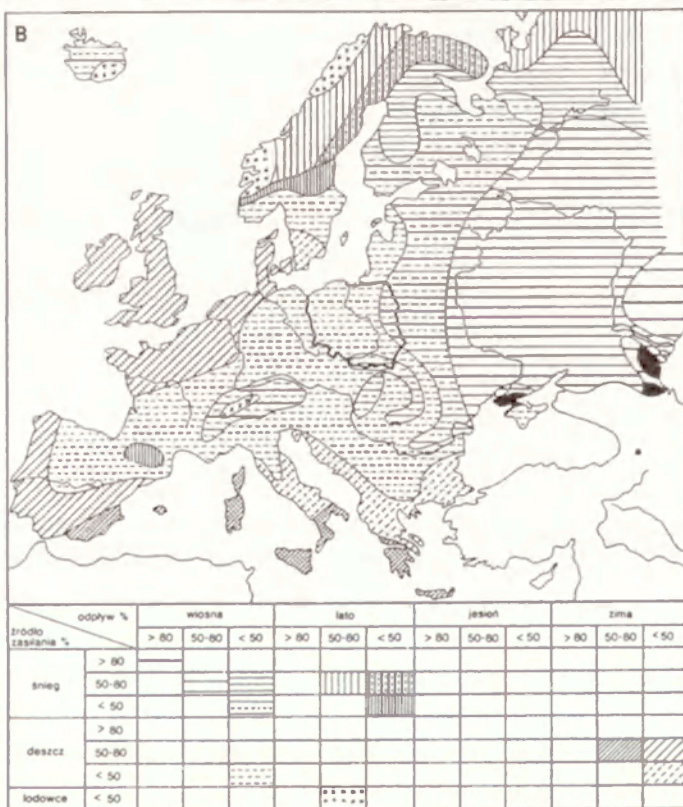 B
odpływ % wiosna lato jesień zima
źródło zasilania % > 80 50-80 < 50 > 80 50-80 < 50 > 80 50-80 < 50 > 80 50-80 < 50
śnieg > 80
50-80
< 50
deszcz > 80
50-80
< 50
lodowce < 50